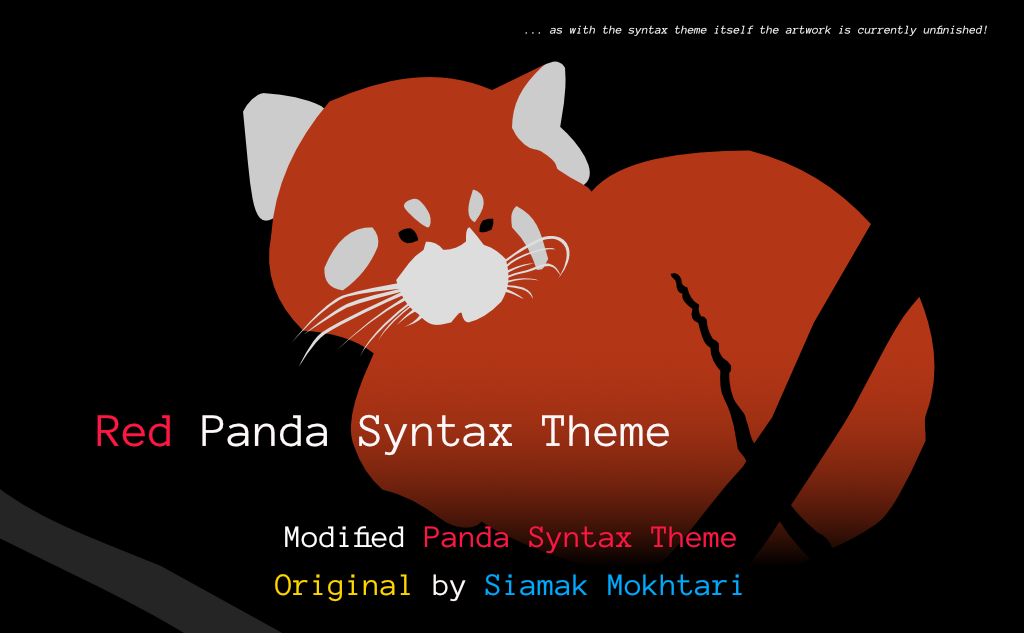 ... as with the syntax theme itself the artwork is currently unfinished!
Red Panda Syntax Theme
Modified Panda Syntax Theme
Original by Siamak Mokhtari